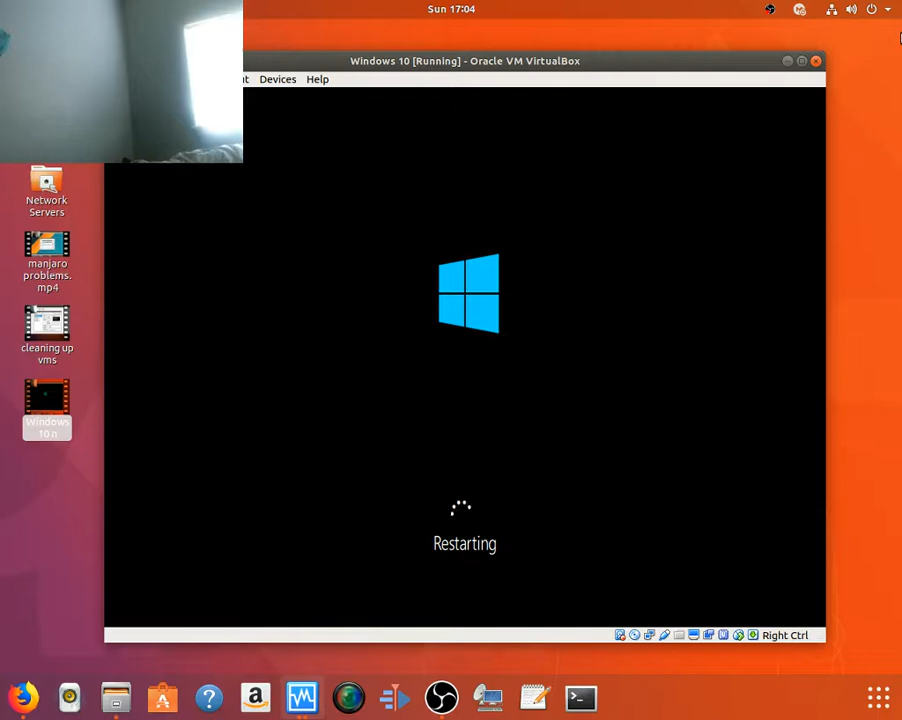 Sun 17:04
Windows 10 [Running] - Oracle VM VirtualBox
Devices
Help
Network
Servers
manjaro
problems.
mp4
cleaning up
vms
Windows
10 n
Restarting
Right Ctrl